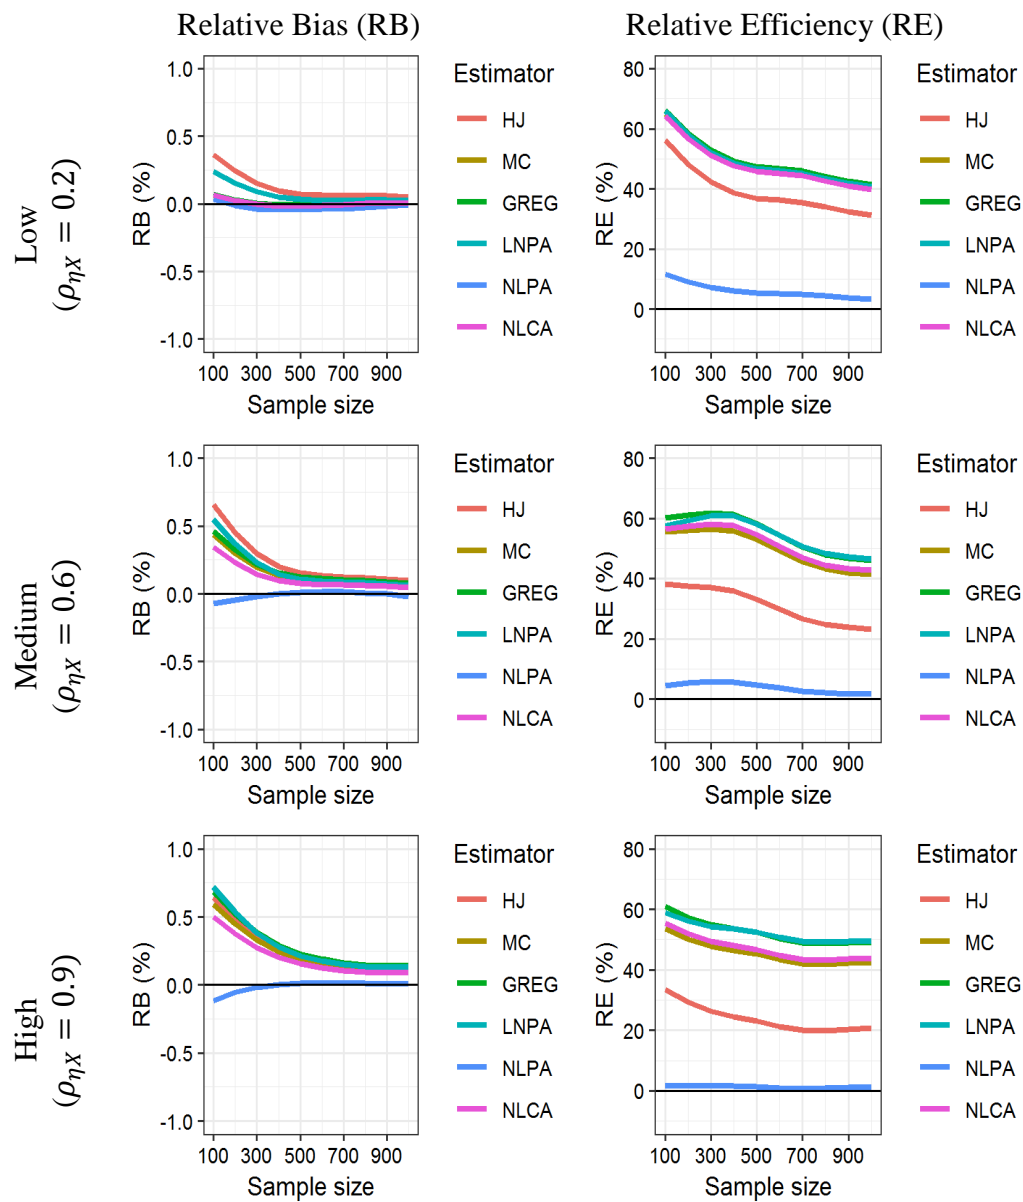 Relative Bias (RB)
Relative Efficiency (RE)
Low
(ρηX = 0.2)
RB (%)
1.0
0.5
0.0
-0.5
-1.0
100 300 500 700 900
Sample size
Estimator
HJ
MC
GREG
LNPA
NLPA
NLCA
RE (%)
80
60
40
20
0
100 300 500 700 900
Sample size
Estimator
HJ
MC
GREG
LNPA
NLPA
NLCA
Medium
(ρηX = 0.6)
RB (%)
1.0
0.5
0.0
-0.5
-1.0
100 300 500 700 900
Sample size
Estimator
HJ
MC
GREG
LNPA
NLPA
NLCA
RE (%)
80
60
40
20
0
100 300 500 700 900
Sample size
Estimator
HJ
MC
GREG
LNPA
NLPA
NLCA
High
(ρηX = 0.9)
RB (%)
1.0
0.5
0.0
-0.5
-1.0
100 300 500 700 900
Sample size
Estimator
HJ
MC
GREG
LNPA
NLPA
NLCA
RE (%)
80
60
40
20
0
100 300 500 700 900
Sample size
Estimator
HJ
MC
GREG
LNPA
NLPA
NLCA